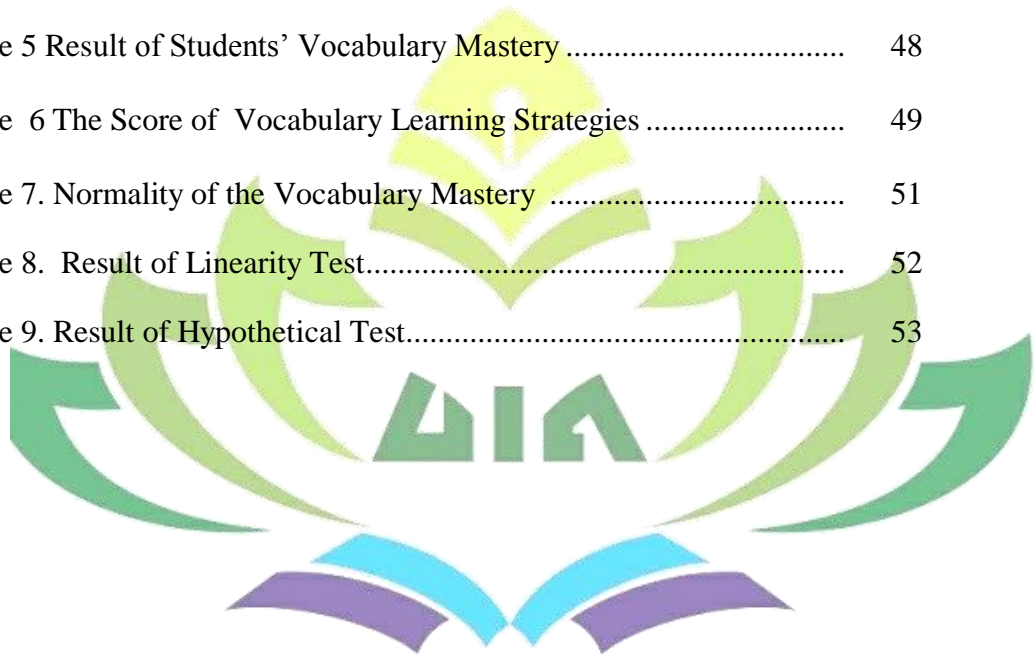 e 5 Result of Students’ Vocabulary Mastery ................................ 48
e 6 The Score of Vocabulary Learning Strategies ........................ 49
e 7. Normality of the Vocabulary Mastery .................................. 51
e 8. Result of Linearity Test....................................................... 52
e 9. Result of Hypothetical Test.................................................. 53
UIN